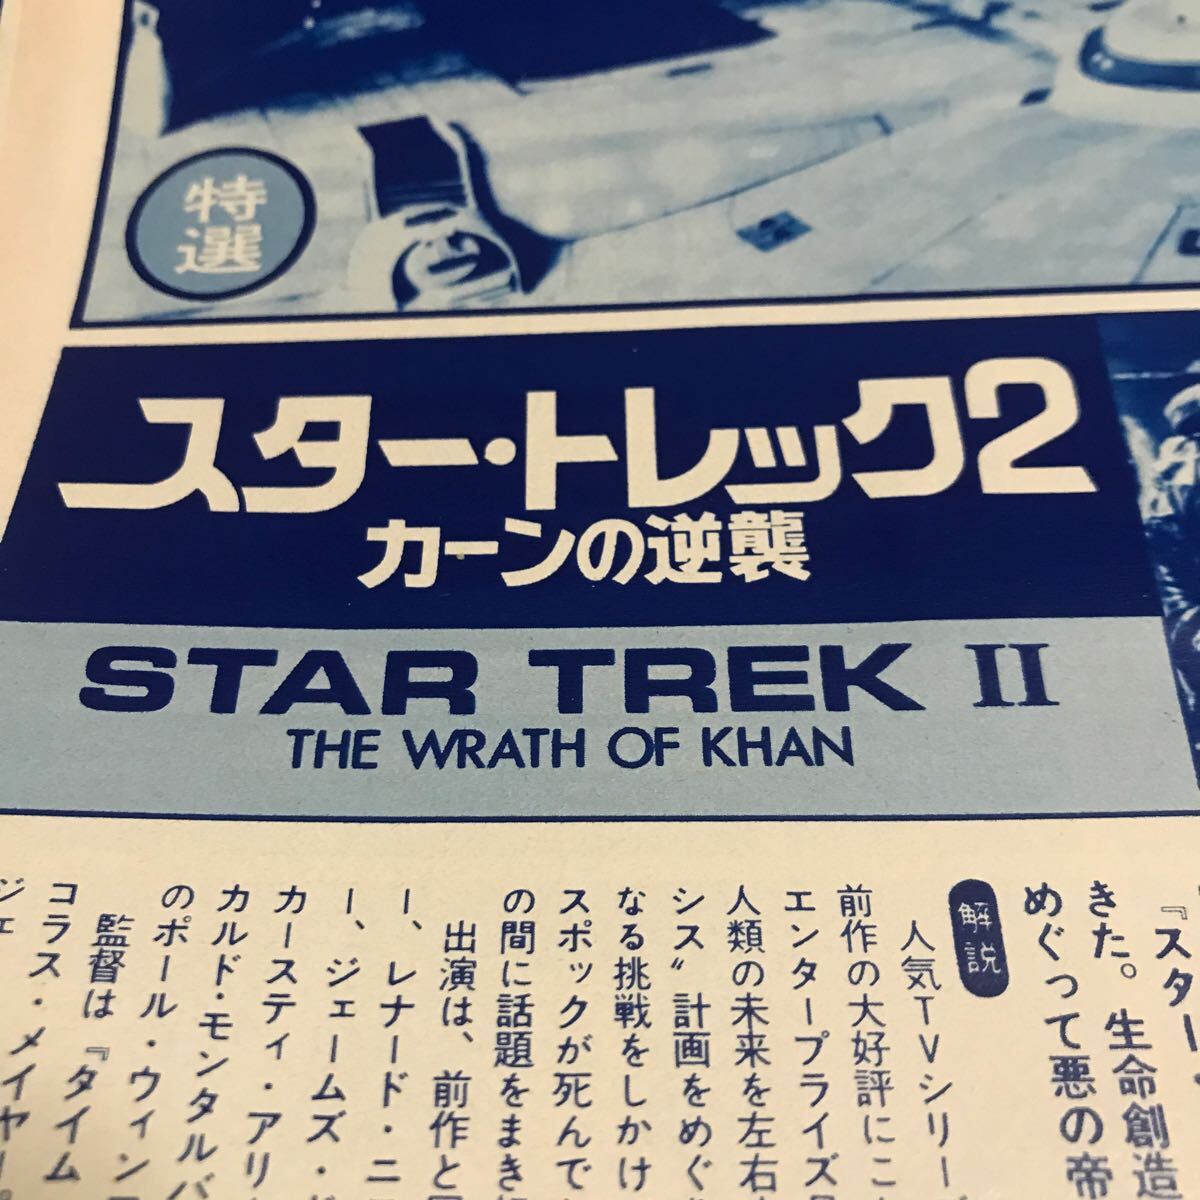 特選
スター・トレック2
カーンの逆襲
STAR TREK II
THE WRATH OF KHAN
『スター・
きた。生命創造
めぐって悪の帝
解説
人気TVシリー
前作の大好評にこ
エンタープライズ
人類の未来を左右
シス〟計画をめぐ
なる挑戦をしかけ
スポックが死んで
の間に話題をまき
出演は、前作と同
ー、レナード・ニ
ー、ジェームズ・ド
カースティ・アリ
カルド・モンタルバ
のポール・ウィン
監督は『タイム
コラス・メイヤー
ジェ